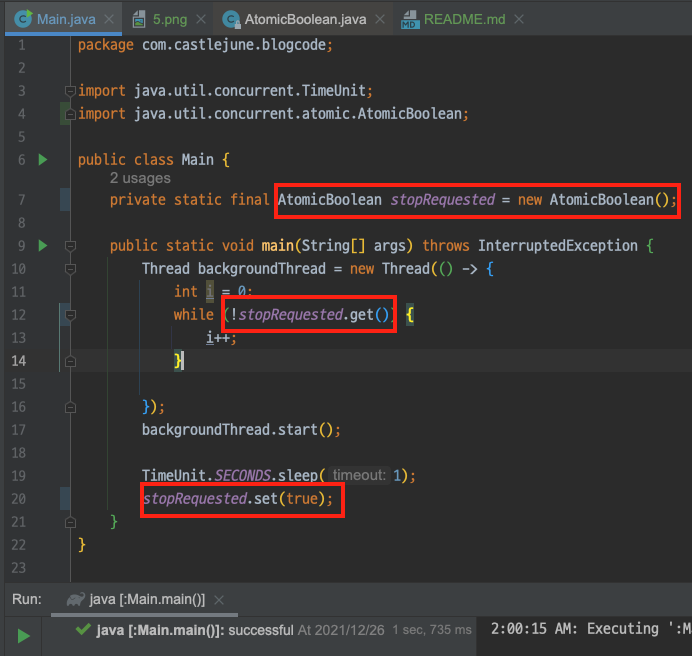 Main.java 5.png AtomicBoolean.java README.md
1 package com.castlejune.blogcode;
2
3 import java.util.concurrent.TimeUnit;
4 import java.util.concurrent.atomic.AtomicBoolean;
5
6 public class Main {
2 usages
7 private static final AtomicBoolean stopRequested = new AtomicBoolean();
8
9 public static void main(String[] args) throws InterruptedException {
10 Thread backgroundThread = new Thread(() -> {
11 int i = 0;
12 while (!stopRequested.get()) {
13 i++;
14 }
15
16 });
17 backgroundThread.start();
18
19 TimeUnit.SECONDS.sleep( timeout: 1);
20 stopRequested.set(true);
21 }
22 }
23
Run: java [:Main.main()]
java [:Main.main()]: successful At 2021/12/26 1 sec, 735 ms 2:00:15 AM: Executing ':M